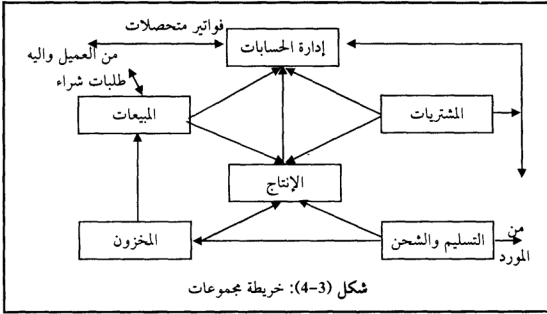 فواتير متحصلات
إدارة الحسابات
من العميل واليه
طلبات شراء
المبيعات
المشتريات
الإنتاج
المخزون
التسليم والشحن
من
المورد
شكل (3-4): خريطة مجموعات